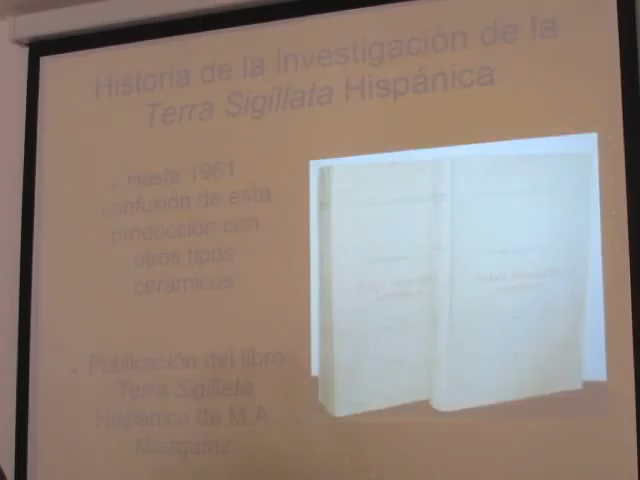 Historia de la Investigación de la
Terra Sigillata Hispánica
• Hasta 1961
confusión de esta
producción con
otros tipos
cerámicos
• Publicación del libro
Terra Sigillata
Hispánica de M.A.
Mezquíriz